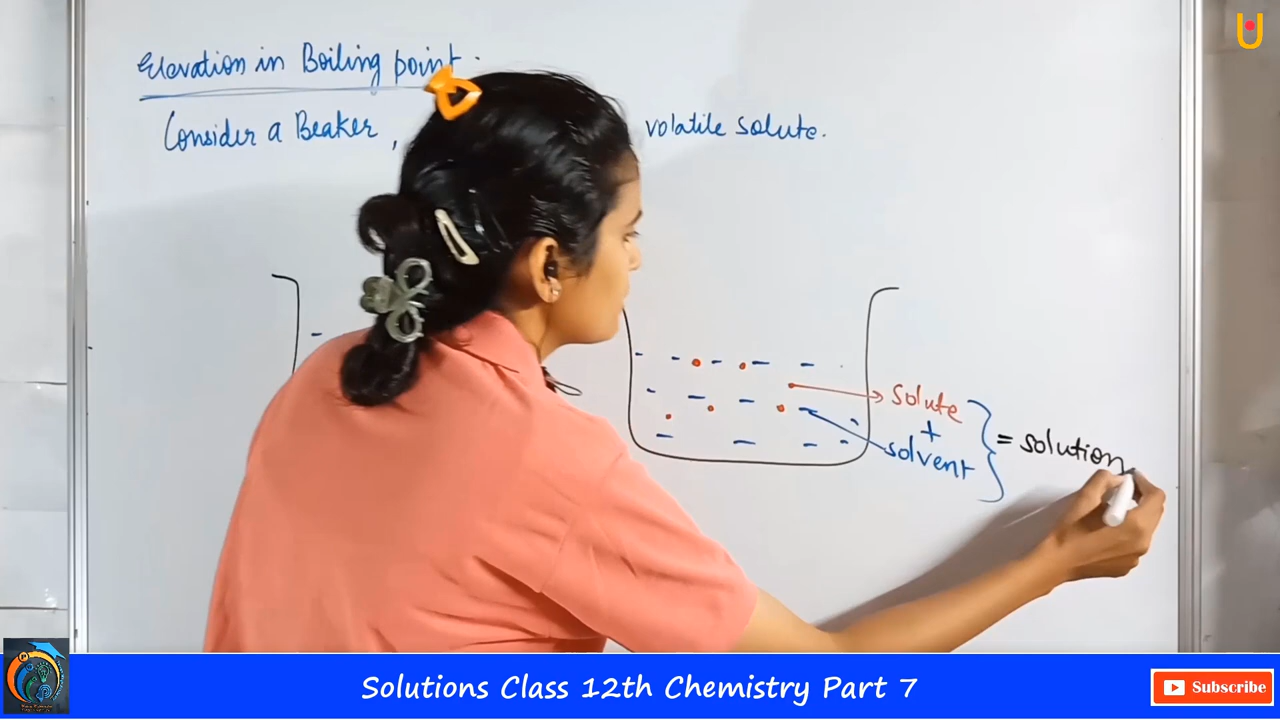 Elevation in Boiling point.
Consider a Beaker, volatile solute.
solute
+
solvent
= solution
Solutions Class 12th Chemistry Part 7
Subscribe